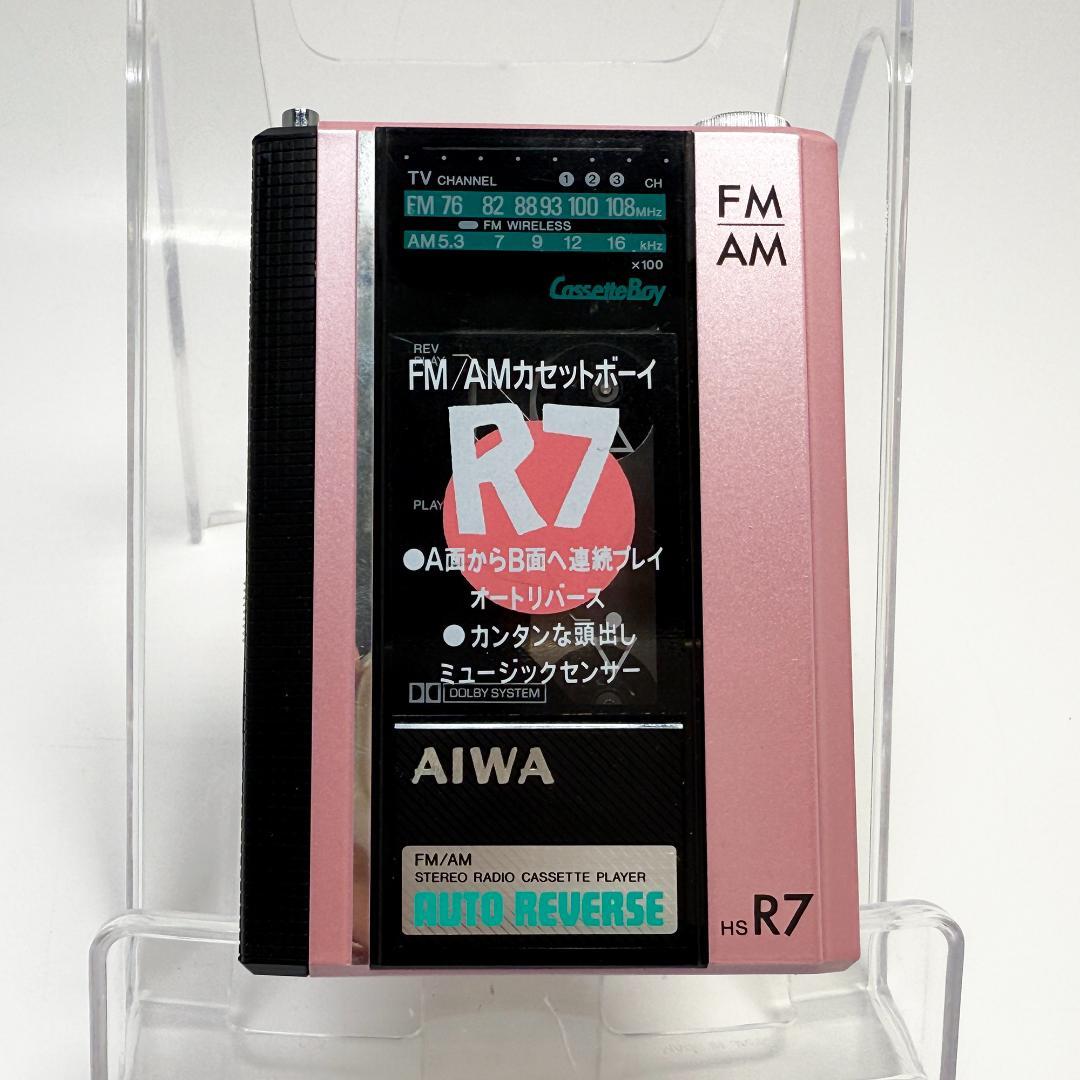 TV CHANNEL 1 2 3 CH
FM 76 82 88 93 100 108 MHz
FM WIRELESS
AM 5.3 7 9 12 16 kHz
×100
CassetteBoy
FM
AM
REV
PLAY
FM/AMカセットボーイ
R7
PLAY
●A面からB面へ連続プレイ
オートリバース
●カンタンな頭出し
ミュージックセンサー
DOLBY SYSTEM
AIWA
FM/AM
STEREO RADIO CASSETTE PLAYER
AUTO REVERSE
HS R7